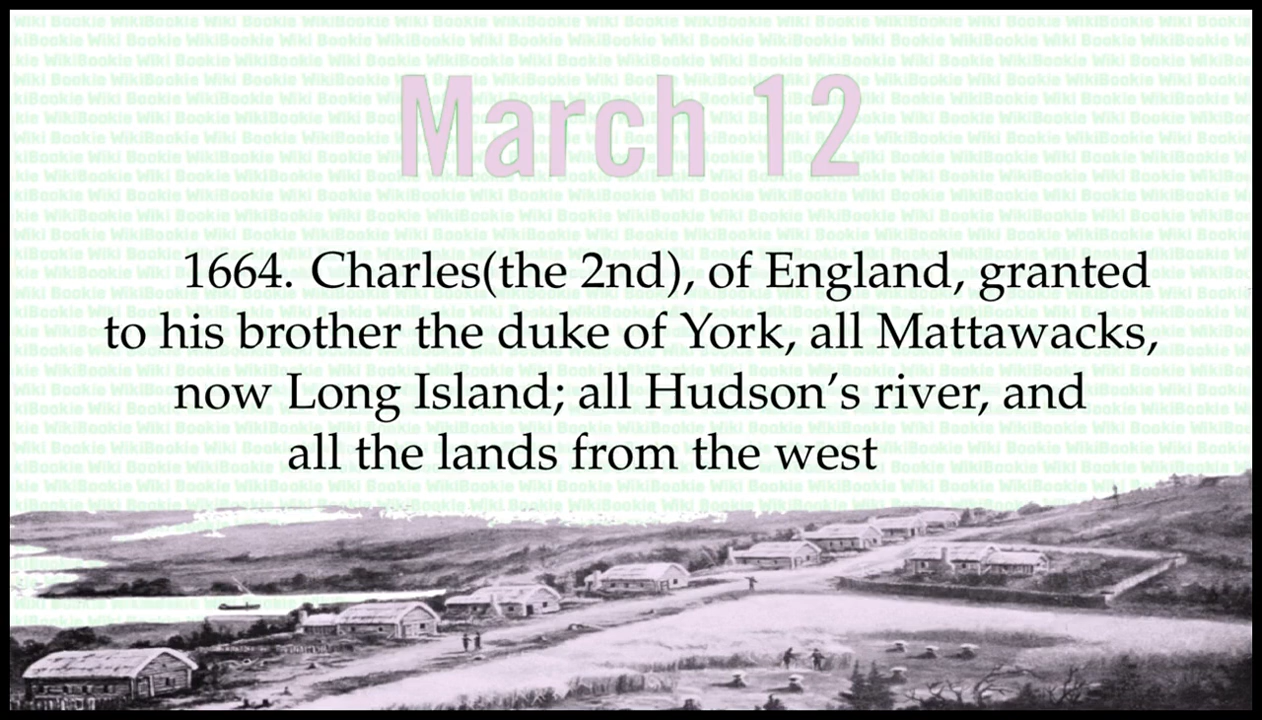 March 12
1664. Charles(the 2nd), of England, granted
to his brother the duke of York, all Mattawacks,
now Long Island; all Hudson’s river, and
all the lands from the west